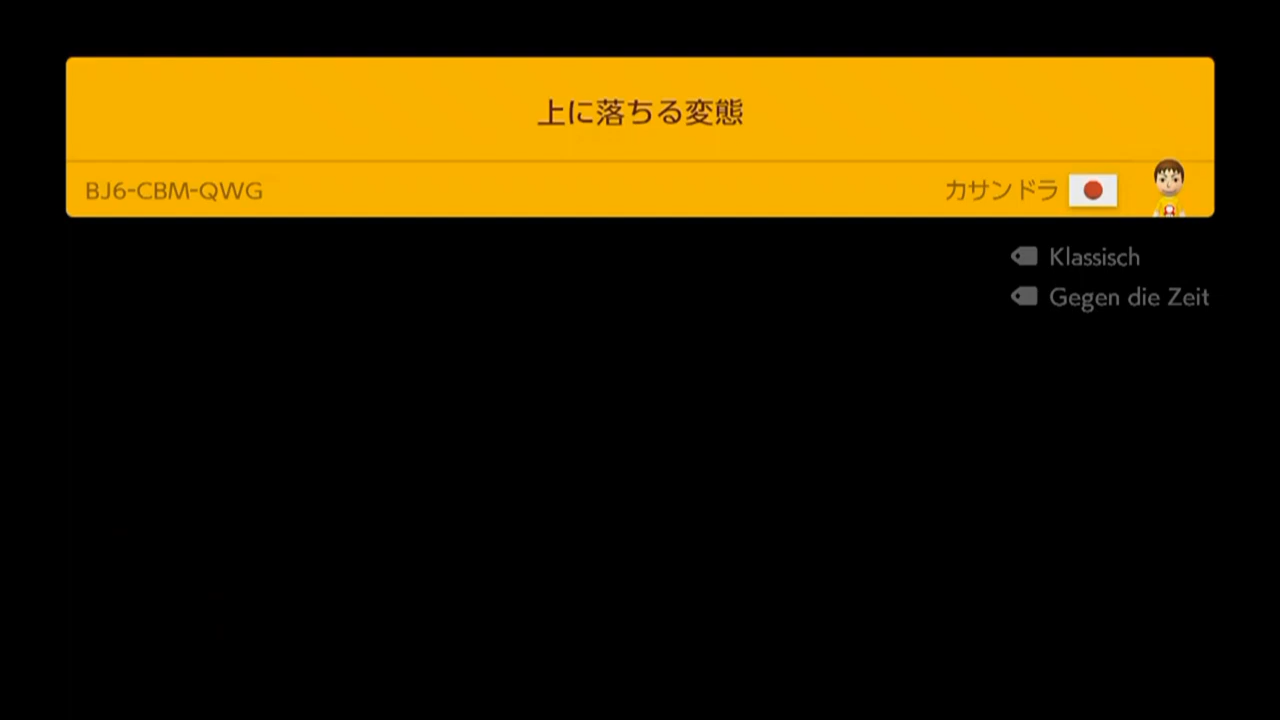 上に落ちる変態
BJ6-CBM-QWG
カサンドラ
Klassisch
Gegen die Zeit